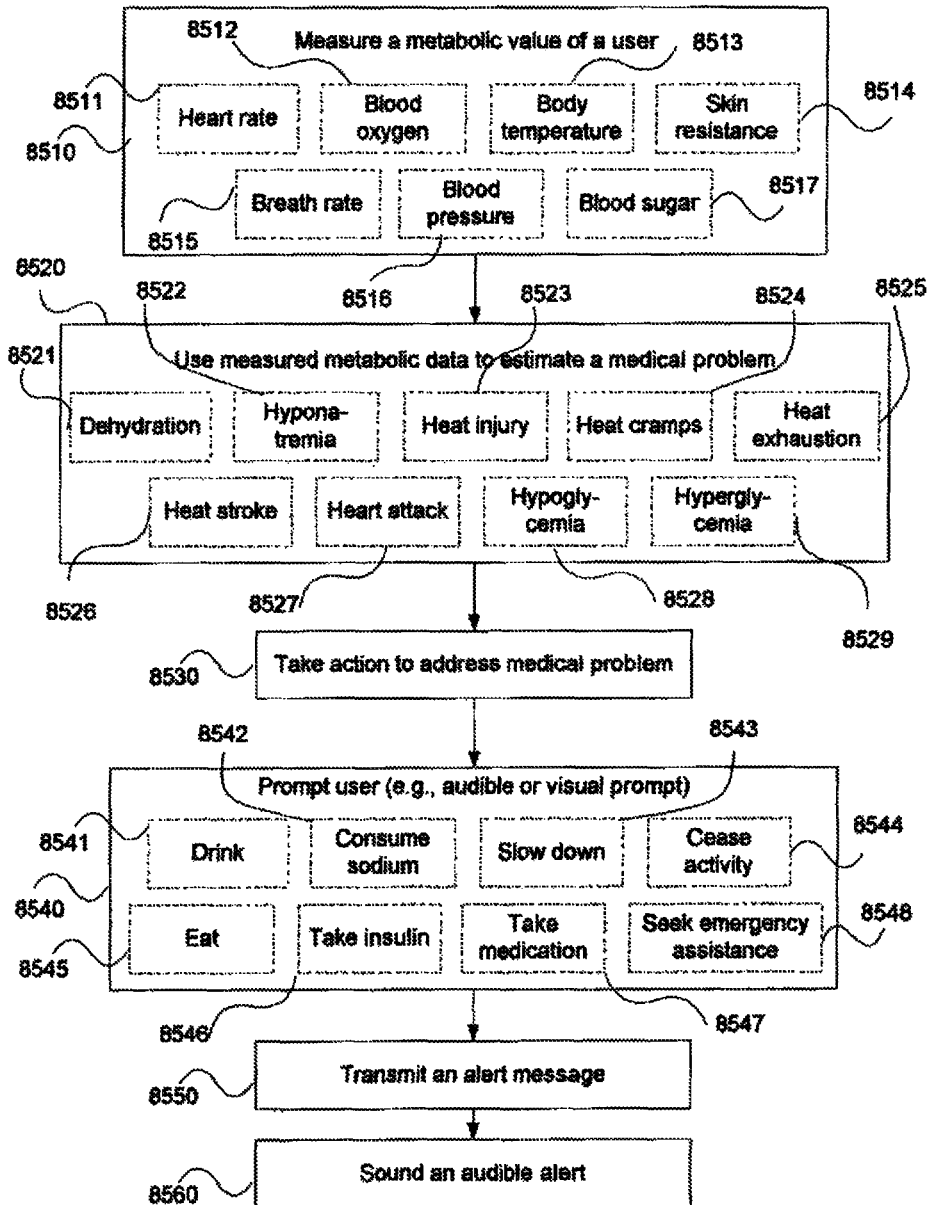 8512
Measure a metabolic value of a user
8513
8511
Heart rate
Blood
oxygen
Body
temperature
Skin
resistance
8514
8510
Breath rate
Blood
pressure
Blood sugar
8517
8515
8516
8520
8522
8523
8524
8525
Use measured metabolic data to estimate a medical problem
8521
Dehydration
Hypona-
tremia
Heat injury
Heat cramps
Heat
exhaustion
Heat stroke
Heart attack
Hypogly-
cemia
Hypergly-
cemia
8526
8527
8528
8529
8530
Take action to address medical problem
8542
8543
Prompt user (e.g., audible or visual prompt)
8541
Drink
Consume
sodium
Slow down
Cease
activity
8544
8540
Eat
Take insulin
Take
medication
Seek emergency
assistance
8548
8545
8546
8547
Transmit an alert message
8550
Sound an audible alert
8560